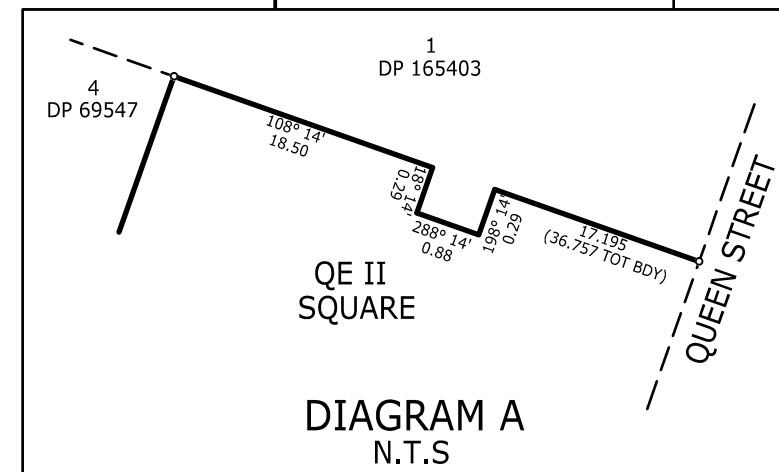 1
DP 165403
4
DP 69547
108° 14'
18.50
18° 14'
0.29
288° 14'
0.88
198° 14'
0.29
17.195
(36.757 TOT BDY)
QUEEN STREET
QE II
SQUARE
DIAGRAM A
N.T.S